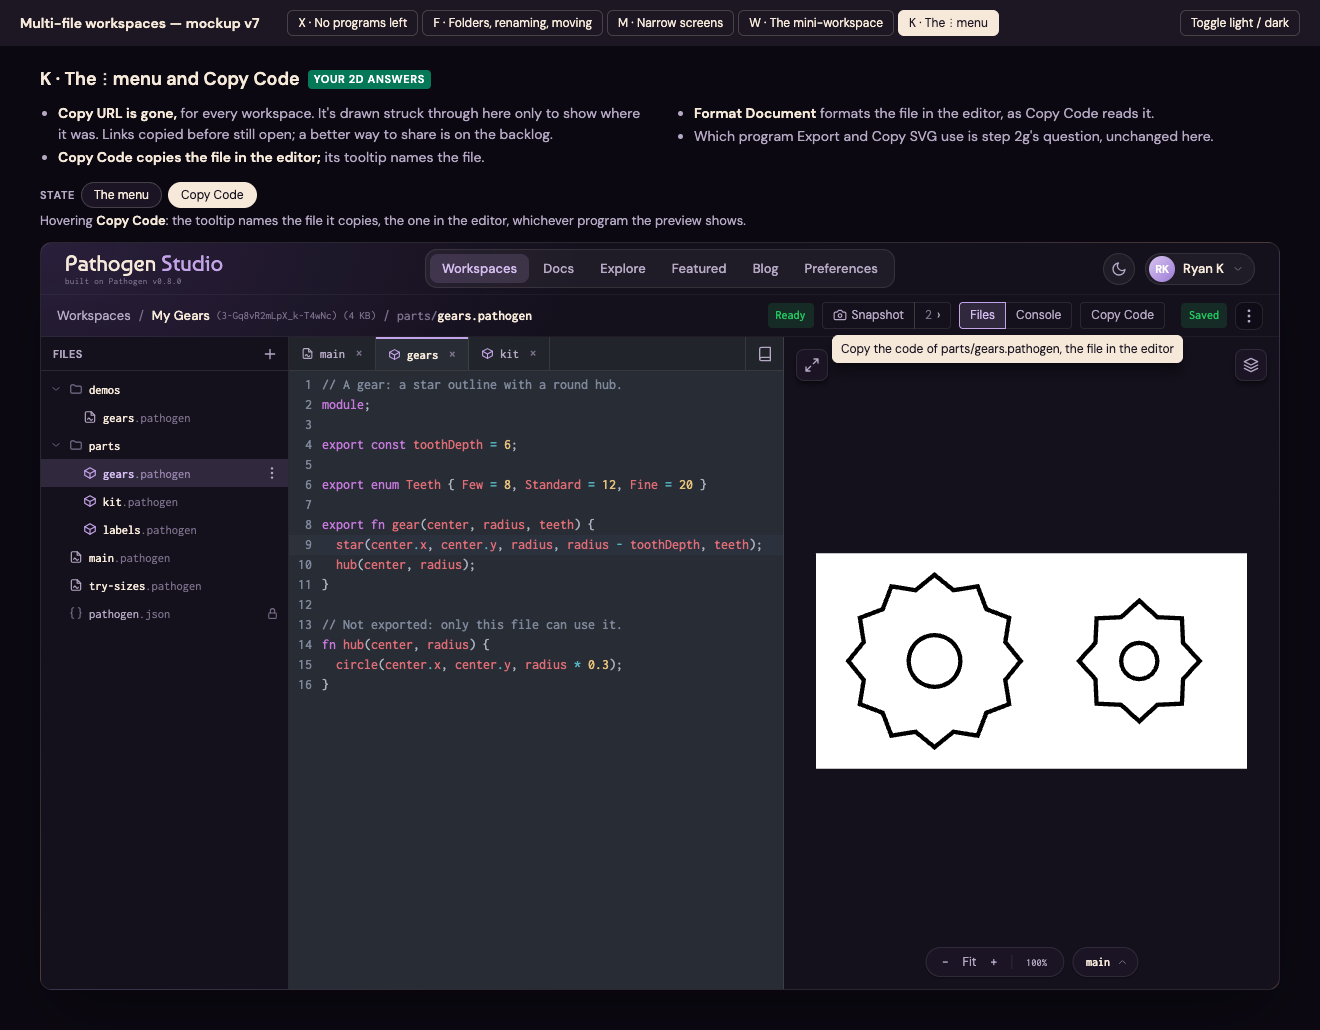 Multi-file workspaces — mockup v7
X · No programs left
F · Folders, renaming, moving
M · Narrow screens
W · The mini-workspace
K · The ⋮ menu
Toggle light / dark
K · The ⋮ menu and Copy Code
YOUR 2D ANSWERS
• Copy URL is gone, for every workspace. It's drawn struck through here only to show where
it was. Links copied before still open; a better way to share is on the backlog.
• Copy Code copies the file in the editor; its tooltip names the file.
• Format Document formats the file in the editor, as Copy Code reads it.
• Which program Export and Copy SVG use is step 2g's question, unchanged here.
STATE
The menu
Copy Code
Hovering Copy Code: the tooltip names the file it copies, the one in the editor, whichever program the preview shows.
Pathogen Studio
built on Pathogen v0.8.0
Workspaces
Docs
Explore
Featured
Blog
Preferences
RK
Ryan K
Workspaces / My Gears (3-Gq8vR2mLpX_k-T4wNc) (4 KB) / parts/gears.pathogen
Ready
Snapshot
2 ›
Files
Console
Copy Code
Saved
Copy the code of parts/gears.pathogen, the file in the editor
FILES
+
demos
gears.pathogen
parts
gears.pathogen
kit.pathogen
labels.pathogen
main.pathogen
try-sizes.pathogen
{} pathogen.json
main ×
gears ×
kit ×
1 // A gear: a star outline with a round hub.
2 module;
3
4 export const toothDepth = 6;
5
6 export enum Teeth { Few = 8, Standard = 12, Fine = 20 }
7
8 export fn gear(center, radius, teeth) {
9 star(center.x, center.y, radius, radius - toothDepth, teeth);
10 hub(center, radius);
11 }
12
13 // Not exported: only this file can use it.
14 fn hub(center, radius) {
15 circle(center.x, center.y, radius * 0.3);
16 }
− Fit + 100%
main